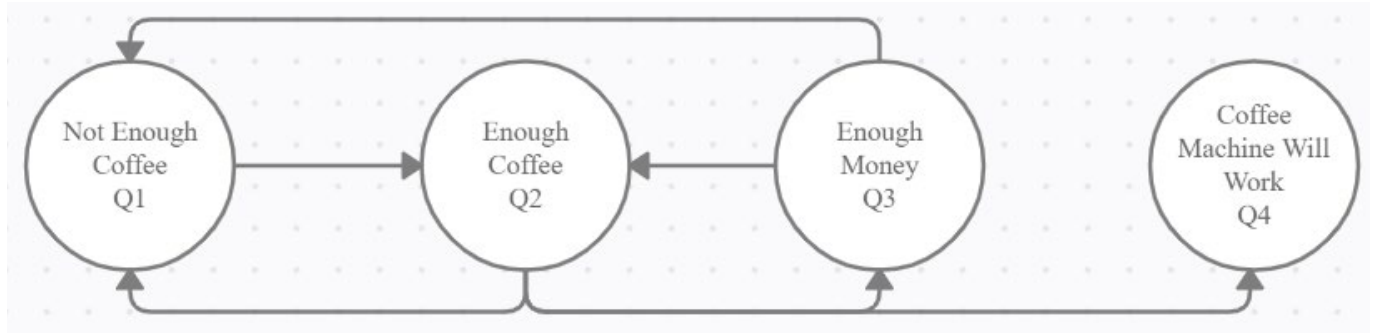 Not Enough
Coffee
Q1
Enough
Coffee
Q2
Enough
Money
Q3
Coffee
Machine Will
Work
Q4